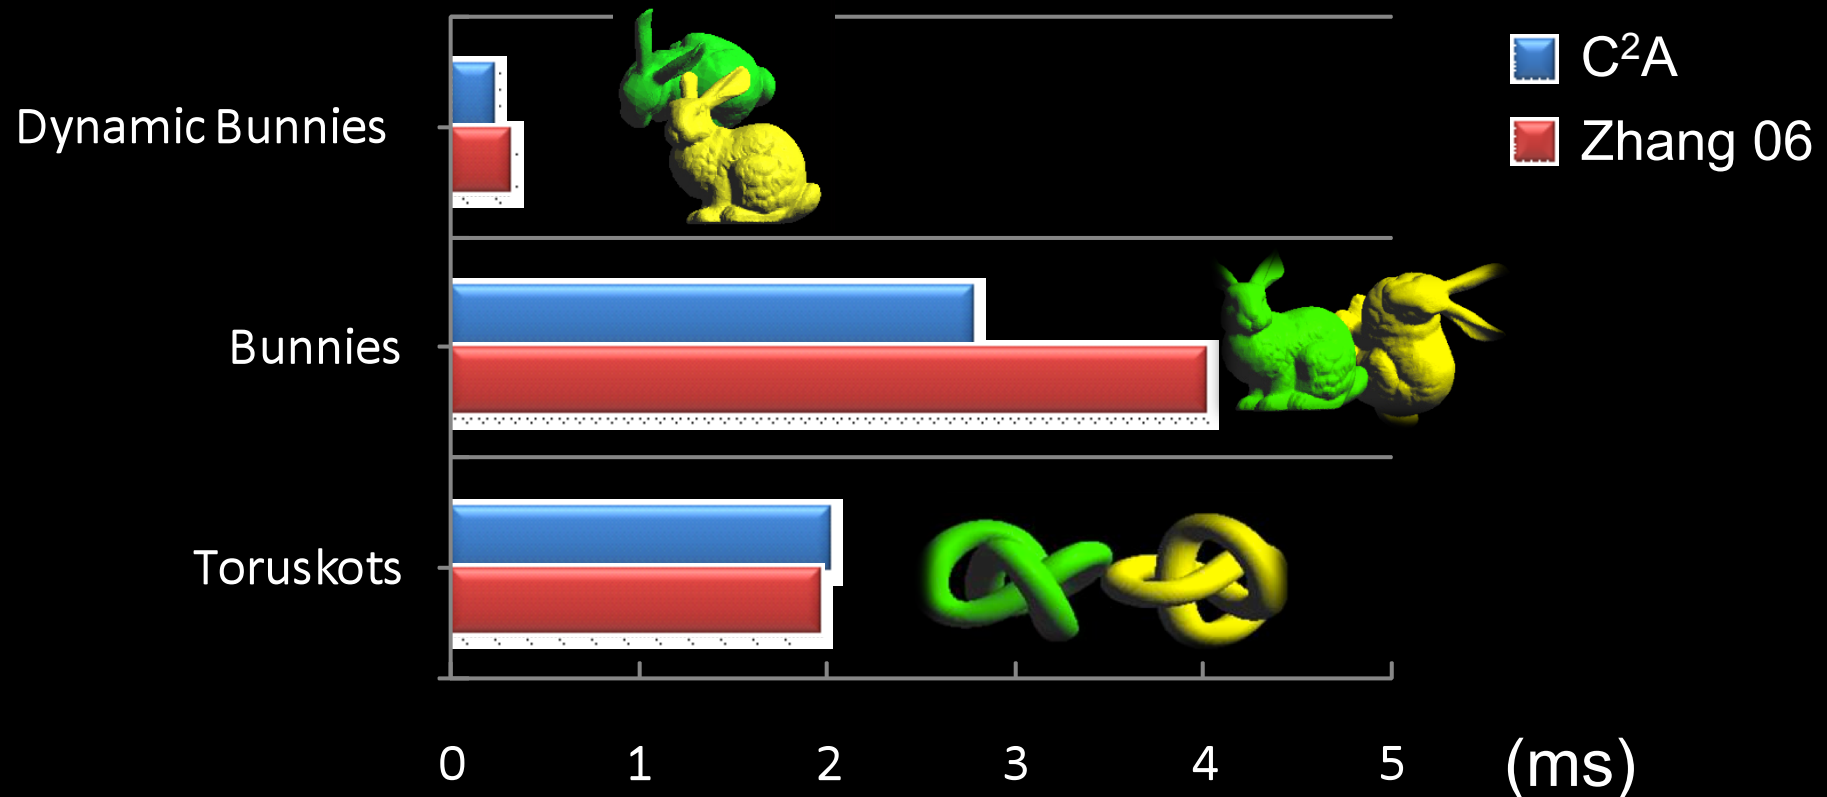 C²A
Zhang 06
Dynamic Bunnies
Bunnies
Toruskots
0 1 2 3 4 5 (ms)